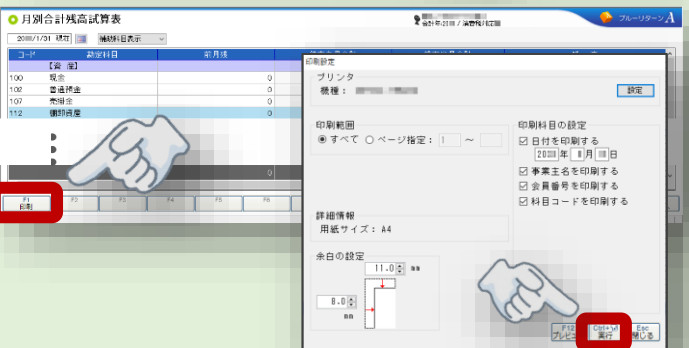 月別合計残高試算表
ブルーリターンA
現在
補助科目表示
コード
勘定科目
前月残
【資 産】
100 現金 0
102 普通預金 0
107 売掛金 0
112 棚卸資産 0
0
F1 F2 F3 F4 F5 F6
印刷
印刷設定
プリンタ
機種:
設定
印刷範囲
すべて ページ指定: 1 ~
印刷科目の設定
日付を印刷する
年 月 日
事業主名を印刷する
会員番号を印刷する
科目コードを印刷する
詳細情報
用紙サイズ: A4
余白の設定
11.0 mm
8.0
mm
F12 Esc
実行 閉じる